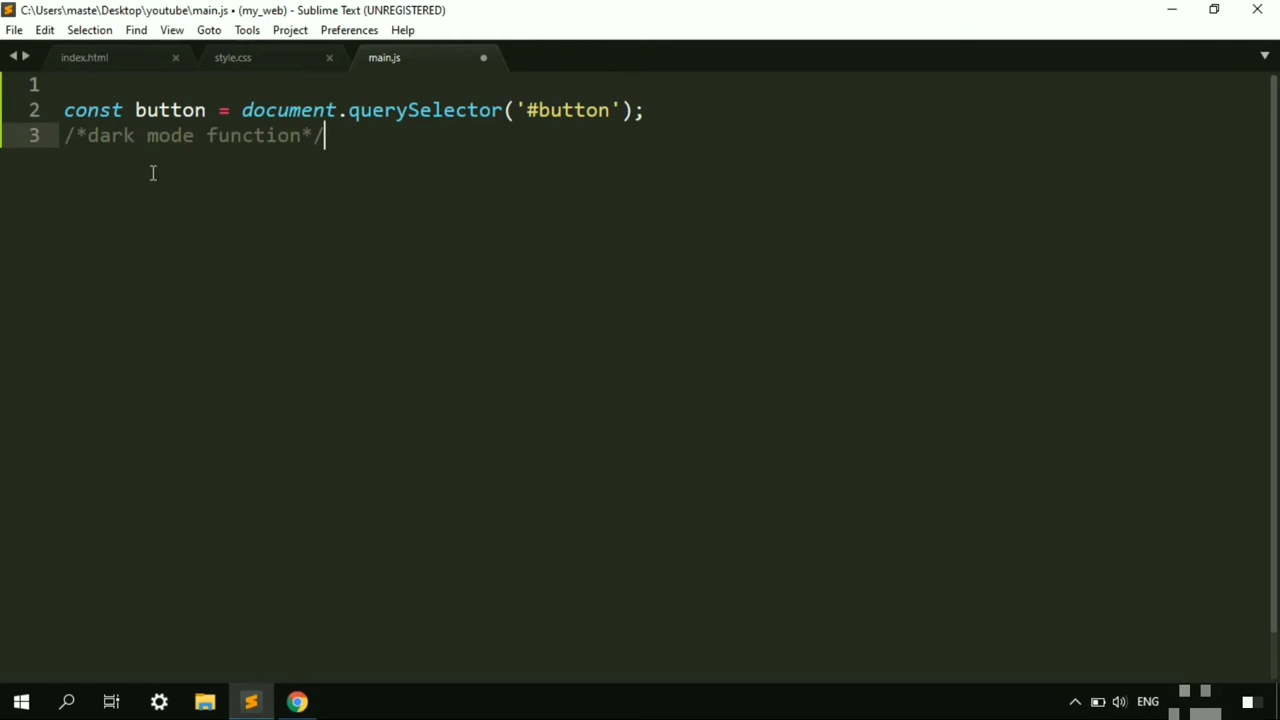 C:\Users\maste\Desktop\youtube\main.js • (my_web) - Sublime Text (UNREGISTERED)
File Edit Selection Find View Goto Tools Project Preferences Help
index.html style.css main.js
1
2 const button = document.querySelector('#button');
3 /*dark mode function*/
ENG